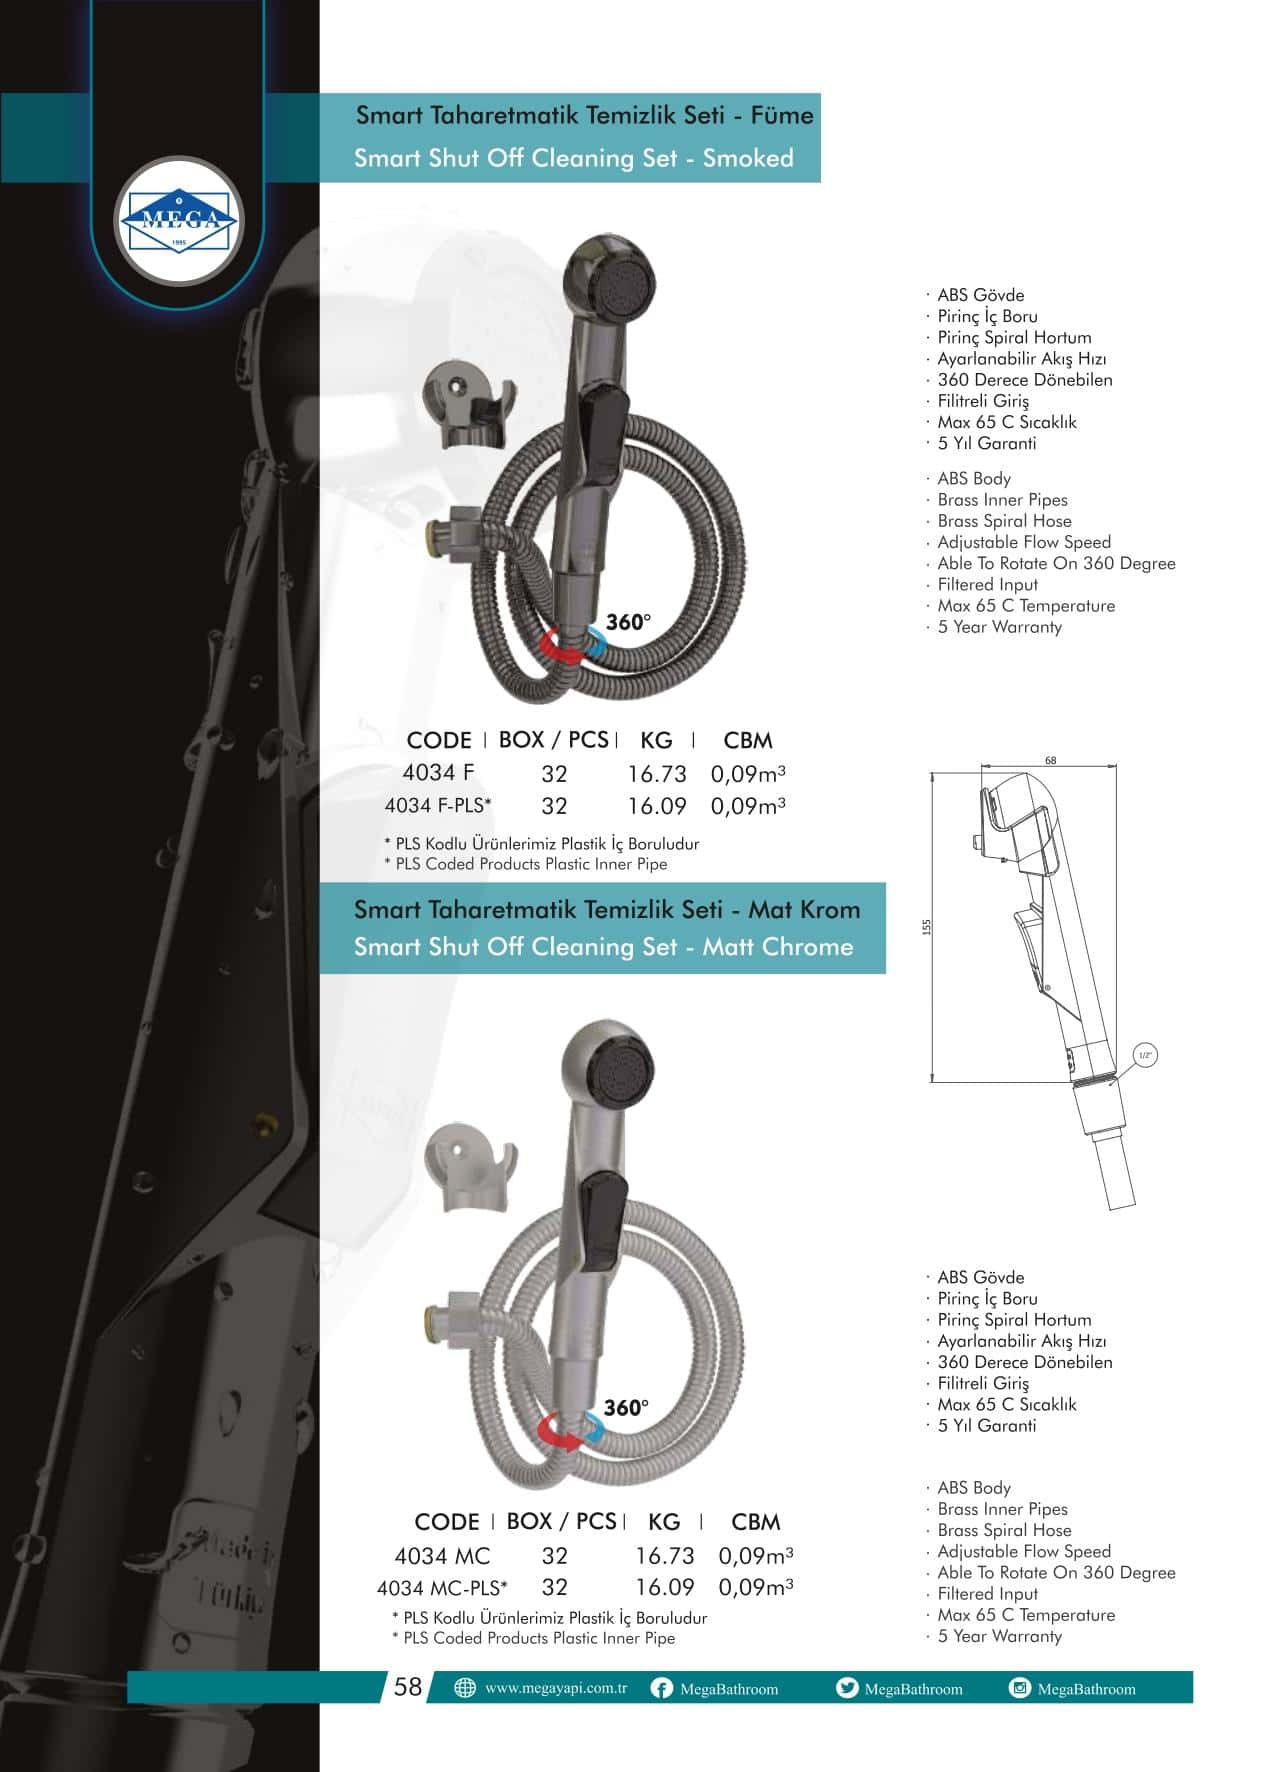 Smart Taharetmatik Temizlik Seti - Füme
Smart Shut Off Cleaning Set - Smoked
MEGA
1995
· ABS Gövde
· Pirinç İç Boru
· Pirinç Spiral Hortum
· Ayarlanabilir Akış Hızı
· 360 Derece Dönebilen
· Filitreli Giriş
· Max 65 C Sıcaklık
· 5 Yıl Garanti
· ABS Body
· Brass Inner Pipes
· Brass Spiral Hose
· Adjustable Flow Speed
· Able To Rotate On 360 Degree
· Filtered Input
· Max 65 C Temperature
· 5 Year Warranty
360°
CODE | BOX / PCS | KG | CBM
4034 F 32 16.73 0,09m³
4034 F-PLS* 32 16.09 0,09m³
* PLS Kodlu Ürünlerimiz Plastik İç Boruludur
* PLS Coded Products Plastic Inner Pipe
68
155
1/2"
Smart Taharetmatik Temizlik Seti - Mat Krom
Smart Shut Off Cleaning Set - Matt Chrome
360°
· ABS Gövde
· Pirinç İç Boru
· Pirinç Spiral Hortum
· Ayarlanabilir Akış Hızı
· 360 Derece Dönebilen
· Filitreli Giriş
· Max 65 C Sıcaklık
· 5 Yıl Garanti
· ABS Body
· Brass Inner Pipes
· Brass Spiral Hose
· Adjustable Flow Speed
· Able To Rotate On 360 Degree
· Filtered Input
· Max 65 C Temperature
· 5 Year Warranty
CODE | BOX / PCS | KG | CBM
4034 MC 32 16.73 0,09m³
4034 MC-PLS* 32 16.09 0,09m³
* PLS Kodlu Ürünlerimiz Plastik İç Boruludur
* PLS Coded Products Plastic Inner Pipe
Made in
58 www.megayapi.com.tr MegaBathroom MegaBathroom MegaBathroom